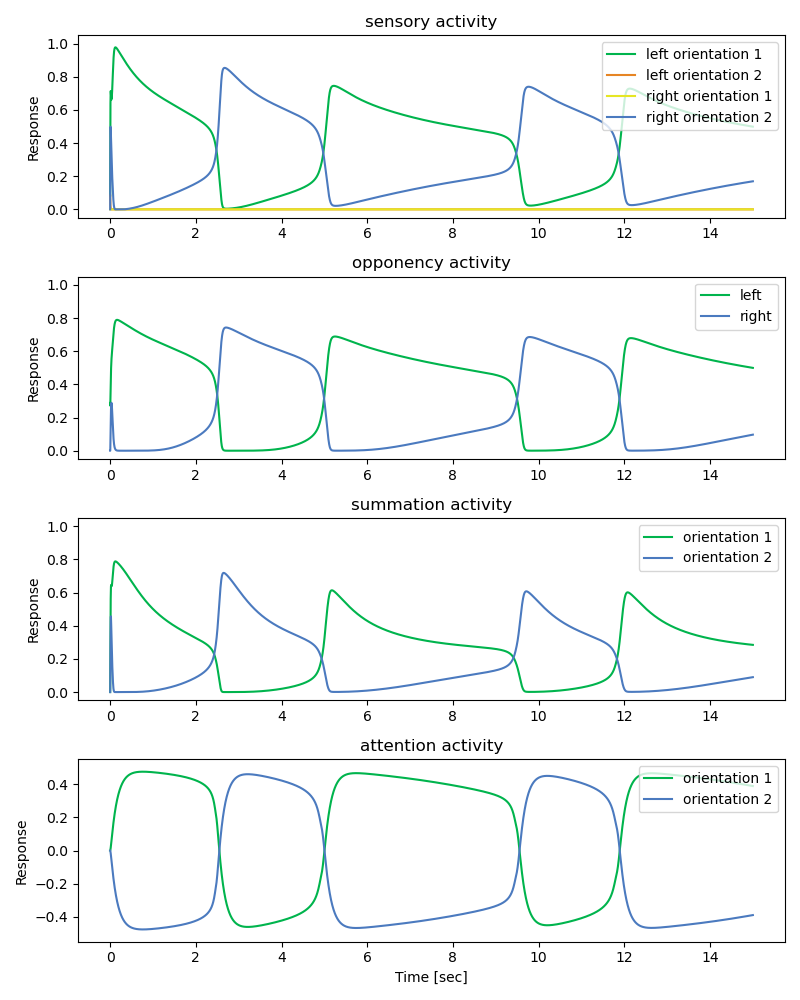 sensory activity
1.0
0.8
0.6
0.4
0.2
0.0
Response
left orientation 1
left orientation 2
right orientation 1
right orientation 2
0 2 4 6 8 10 12 14
opponency activity
1.0
0.8
0.6
0.4
0.2
0.0
Response
left
right
0 2 4 6 8 10 12 14
summation activity
1.0
0.8
0.6
0.4
0.2
0.0
Response
orientation 1
orientation 2
0 2 4 6 8 10 12 14
attention activity
0.4
0.2
0.0
−0.2
−0.4
Response
orientation 1
orientation 2
0 2 4 6 8 10 12 14
Time [sec]